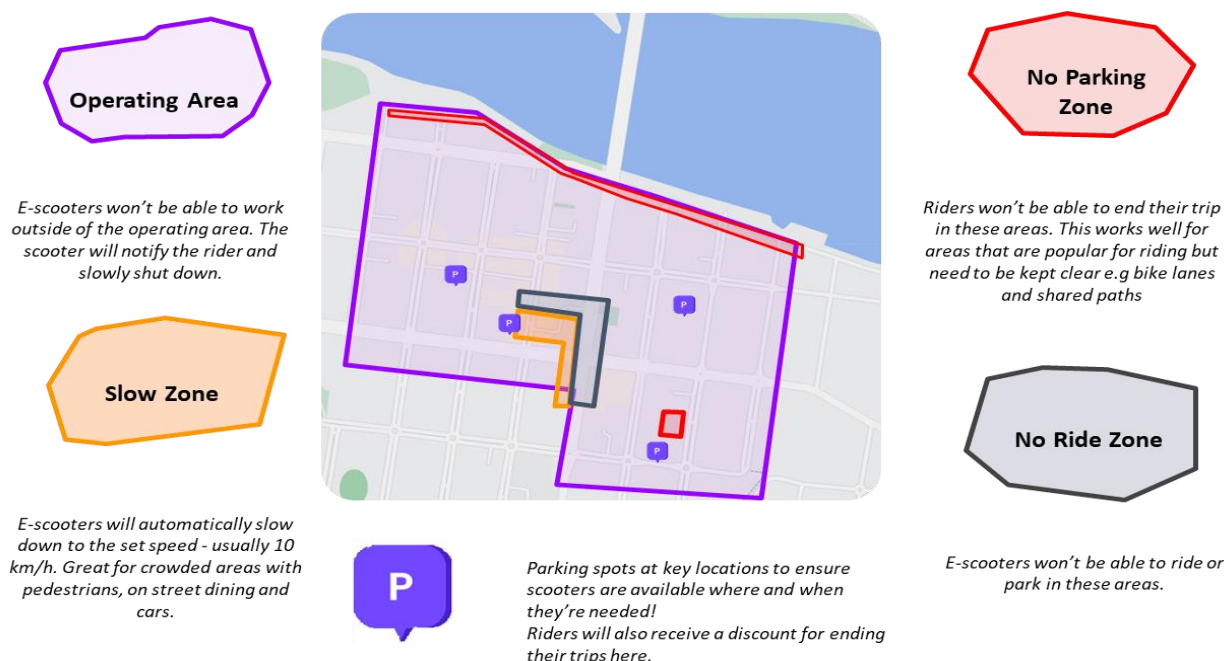 Operating Area
E-scooters won't be able to work
outside of the operating area. The
scooter will notify the rider and
slowly shut down.
Slow Zone
E-scooters will automatically slow
down to the set speed - usually 10
km/h. Great for crowded areas with
pedestrians, on street dining and
cars.
P
P
P
P
P
Parking spots at key locations to ensure
scooters are available where and when
they're needed!
Riders will also receive a discount for ending
their trips here.
No Parking
Zone
Riders won't be able to end their trip
in these areas. This works well for
areas that are popular for riding but
need to be kept clear e.g bike lanes
and shared paths
No Ride Zone
E-scooters won't be able to ride or
park in these areas.